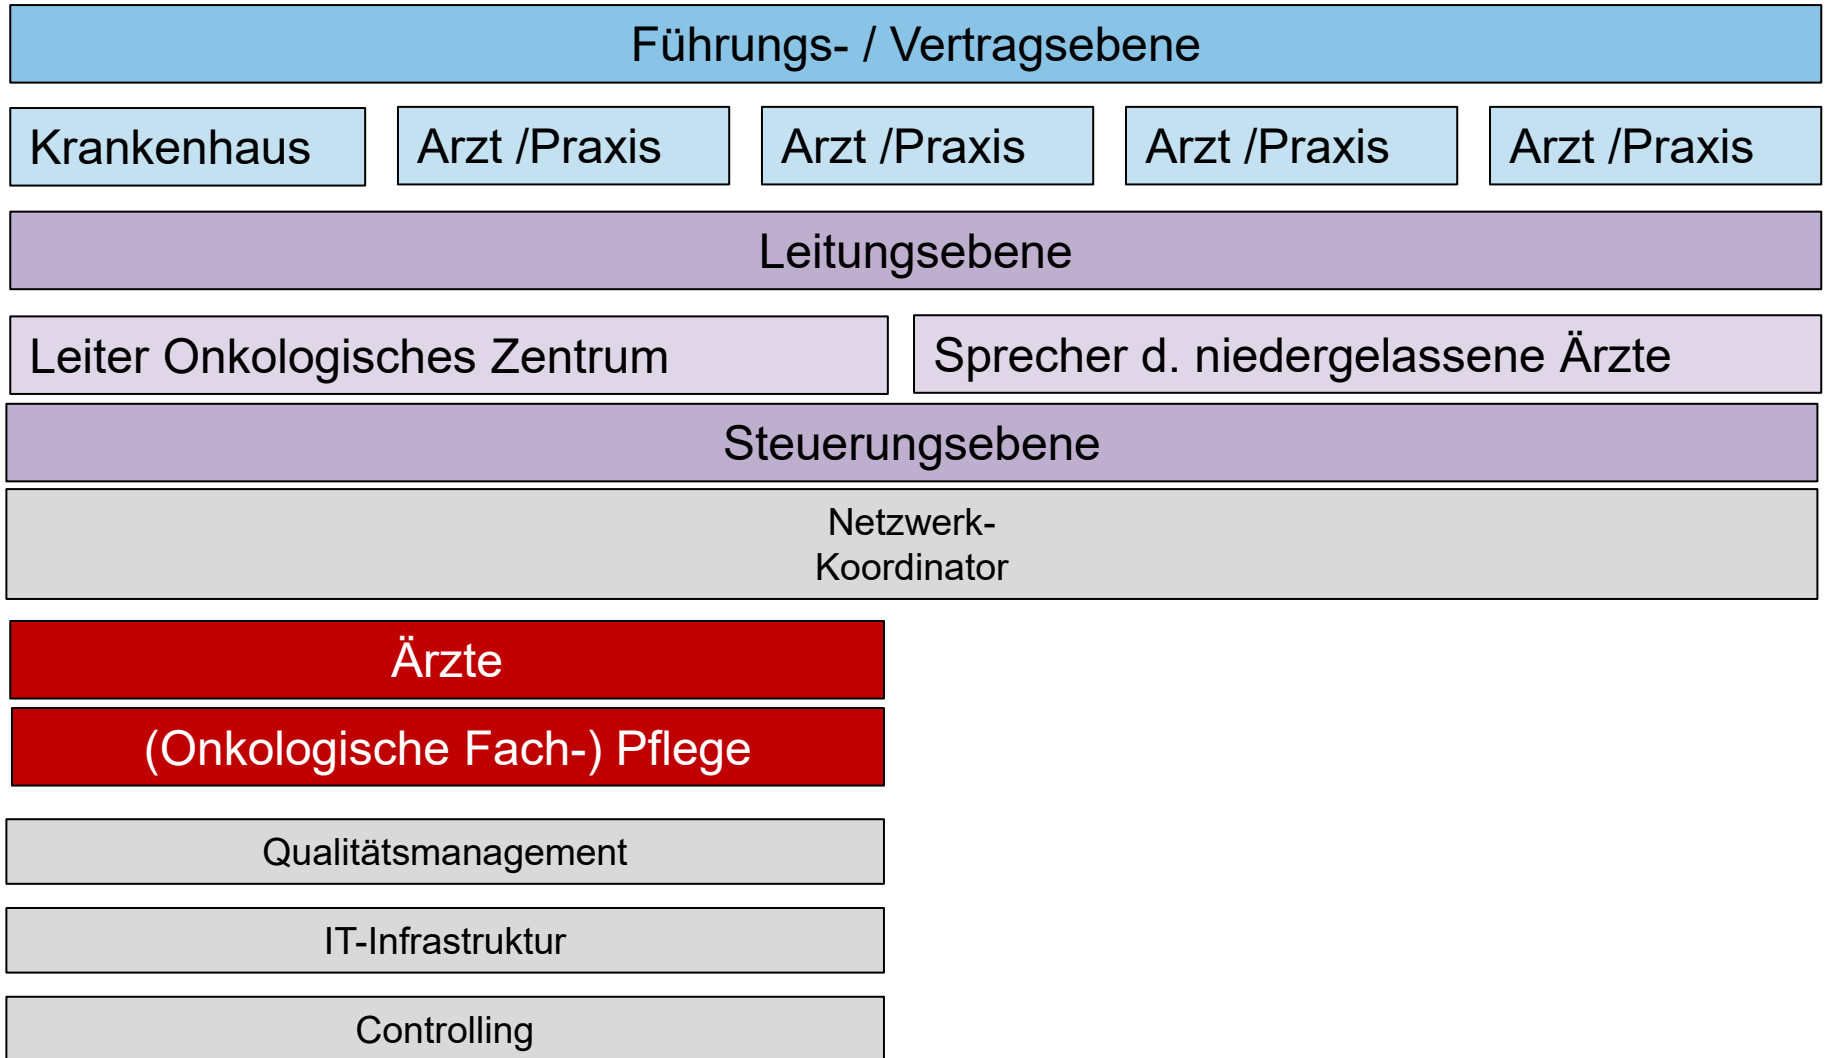 Führungs- / Vertragsebene
Krankenhaus
Arzt /Praxis
Arzt /Praxis
Arzt /Praxis
Arzt /Praxis
Leitungsebene
Leiter Onkologisches Zentrum
Sprecher d. niedergelassene Ärzte
Steuerungsebene
Netzwerk-
Koordinator
Ärzte
(Onkologische Fach-) Pflege
Qualitätsmanagement
IT-Infrastruktur
Controlling